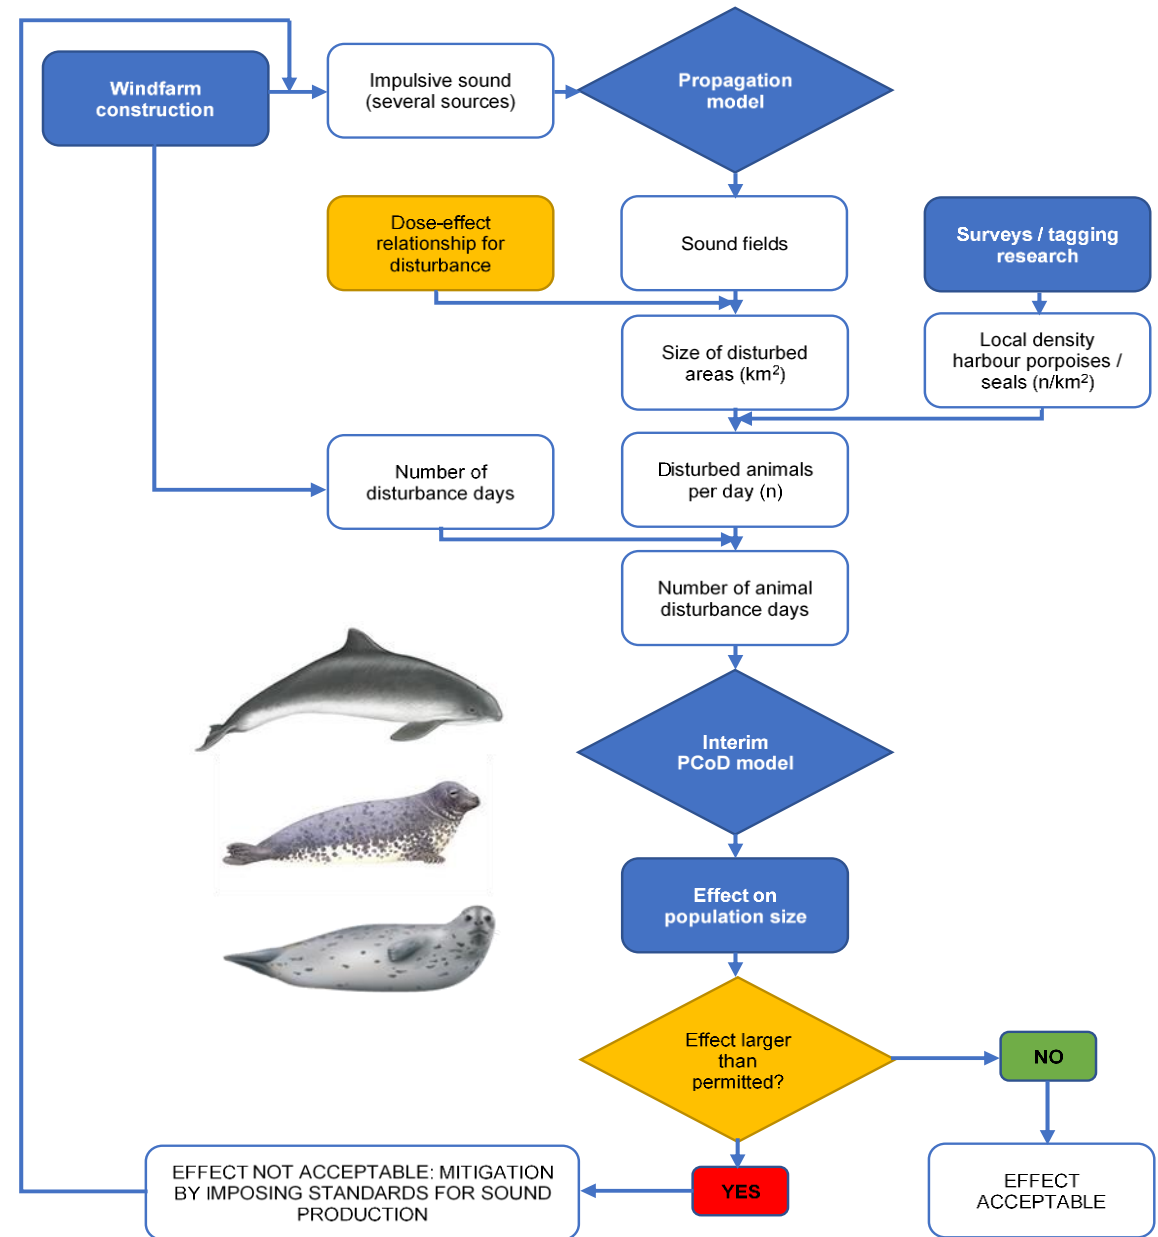 Windfarm
construction
Impulsive sound
(several sources)
Propagation
model
Dose-effect
relationship for
disturbance
Sound fields
Surveys / tagging
research
Size of disturbed
areas (km²)
Local density
harbour porpoises /
seals (n/km²)
Number of
disturbance days
Disturbed animals
per day (n)
Number of animal
disturbance days
Interim
PCoD model
Effect on
population size
Effect larger
than
permitted?
NO
YES
EFFECT NOT ACCEPTABLE: MITIGATION
BY IMPOSING STANDARDS FOR SOUND
PRODUCTION
EFFECT
ACCEPTABLE